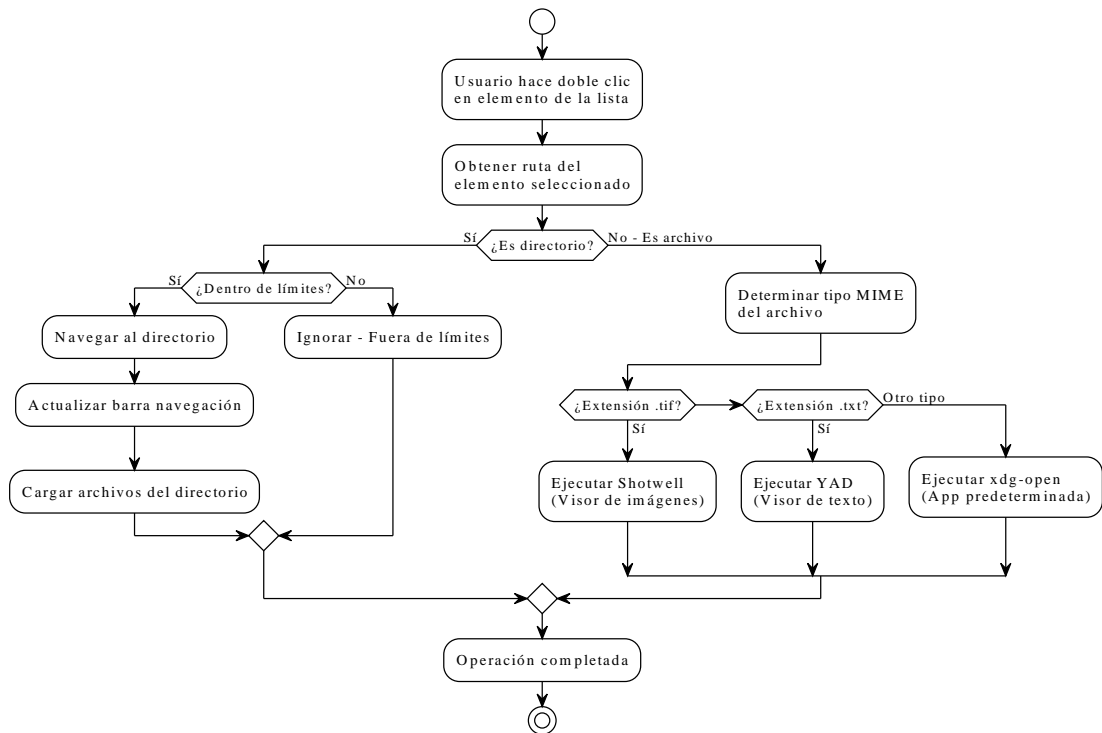 Usuario hace doble clic
en elemento de la lista
Obtener ruta del
elemento seleccionado
Sí
¿Es directorio?
No - Es archivo
Sí
¿Dentro de límites?
No
Determinar tipo MIME
del archivo
Navegar al directorio
Ignorar - Fuera de límites
Actualizar barra navegación
¿Extensión .tif?
¿Extensión .txt?
Otro tipo
Sí
Sí
Cargar archivos del directorio
Ejecutar Shotwell
(Visor de imágenes)
Ejecutar YAD
(Visor de texto)
Ejecutar xdg-open
(App predeterminada)
Operación completada